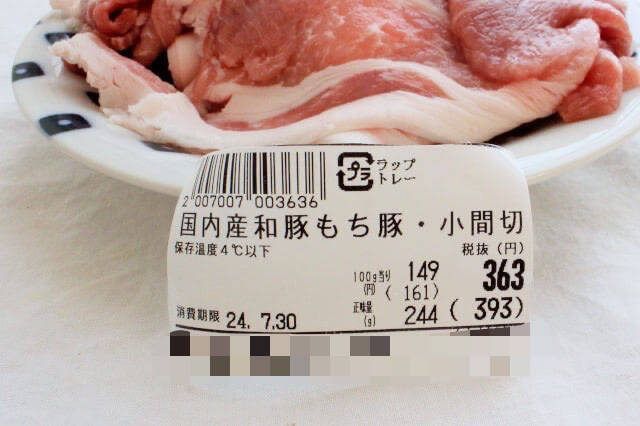 2 007007 003636
プラ
ラップ
トレー
国内産和豚もち豚・小間切
保存温度4℃以下
税抜(円)
100g当り 149 363
(円) (161)
正味量 244 (393)
(g)
消費期限 24. 7.30